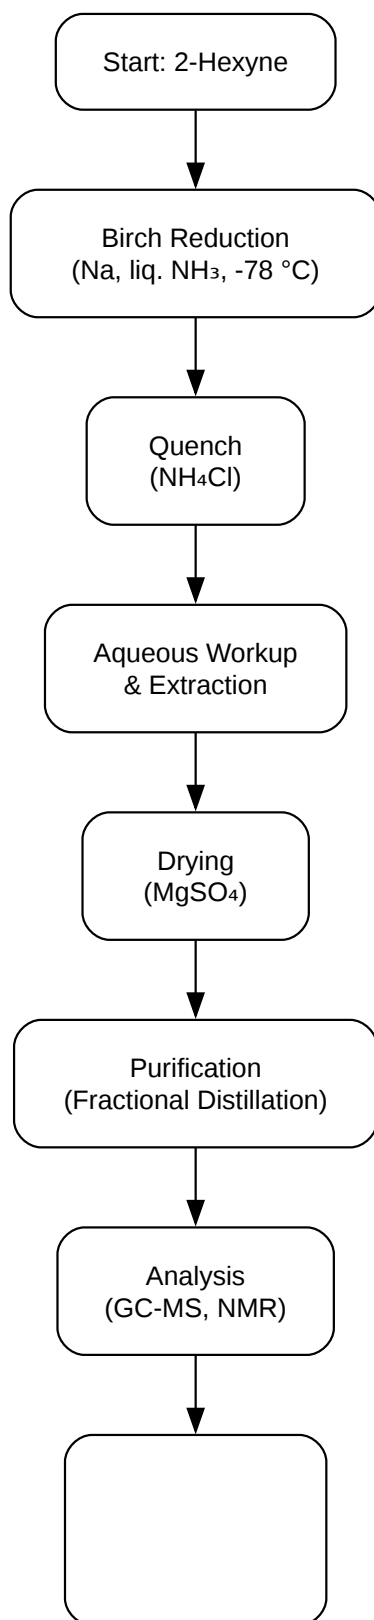 Start: 2-Hexyne
Birch Reduction
(Na, liq. NH₃, -78 °C)
Quench
(NH₄Cl)
Aqueous Workup
& Extraction
Drying
(MgSO₄)
Purification
(Fractional Distillation)
Analysis
(GC-MS, NMR)